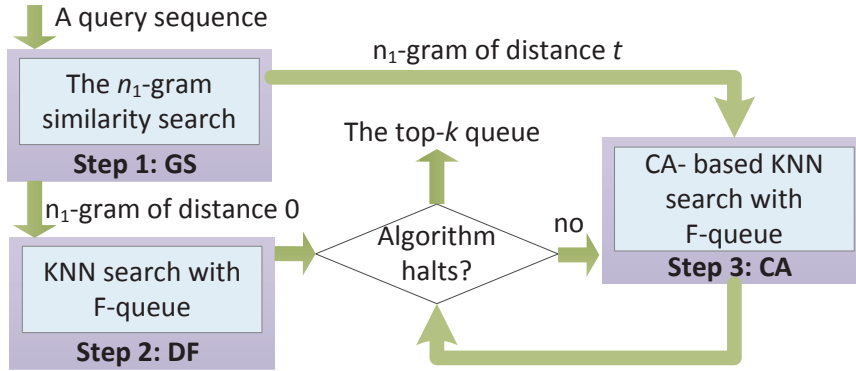 A query sequence
The n₁-gram
similarity search
Step 1: GS
n₁-gram of distance 0
KNN search with
F-queue
Step 2: DF
n₁-gram of distance t
The top-k queue
Algorithm
halts?
no
CA- based KNN
search with
F-queue
Step 3: CA